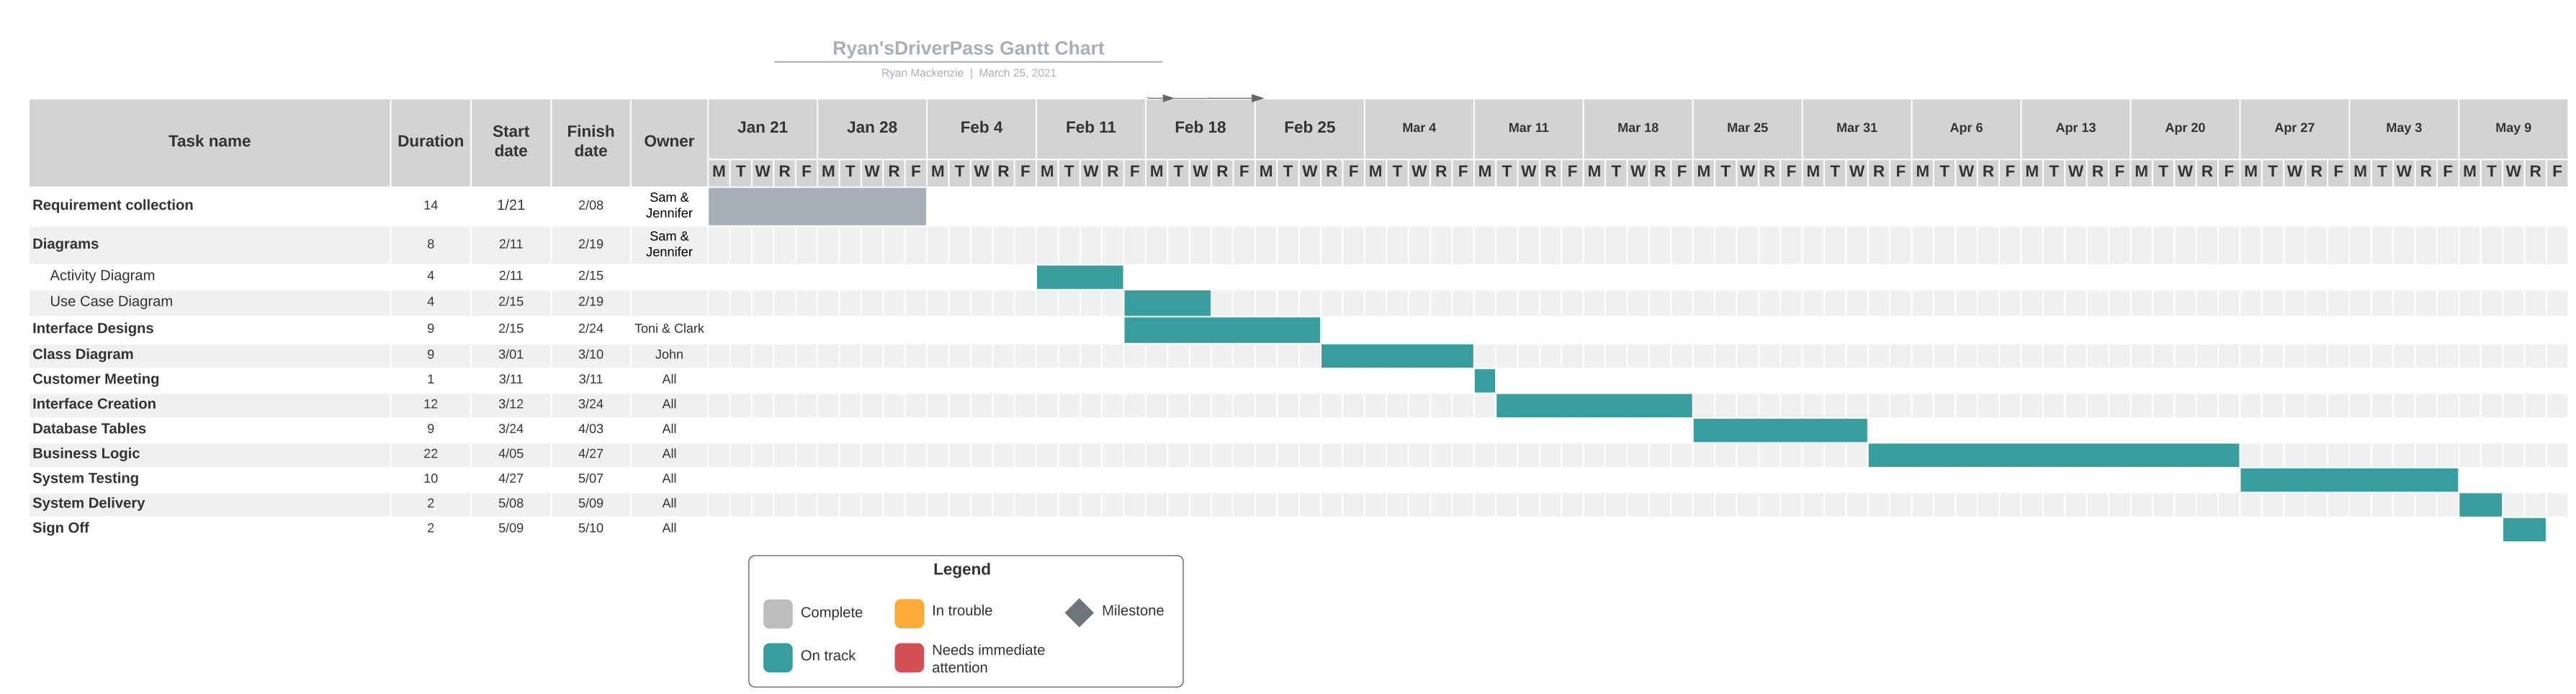 Ryan'sDriverPass Gantt Chart
Ryan Mackenzie | March 25, 2021
Task name Duration Start date Finish date Owner Jan 21 Jan 28 Feb 4 Feb 11 Feb 18 Feb 25 Mar 4 Mar 11 Mar 18 Mar 25 Mar 31 Apr 6 Apr 13 Apr 20 Apr 27 May 3 May 9
M T W R F M T W R F M T W R F M T W R F M T W R F M T W R F M T W R F M T W R F M T W R F M T W R F M T W R F M T W R F M T W R F M T W R F M T W R F M T W R F M T W R F
Requirement collection 14 1/21 2/08 Sam & Jennifer
Diagrams 8 2/11 2/19 Sam & Jennifer
Activity Diagram 4 2/11 2/15
Use Case Diagram 4 2/15 2/19
Interface Designs 9 2/15 2/24 Toni & Clark
Class Diagram 9 3/01 3/10 John
Customer Meeting 1 3/11 3/11 All
Interface Creation 12 3/12 3/24 All
Database Tables 9 3/24 4/03 All
Business Logic 22 4/05 4/27 All
System Testing 10 4/27 5/07 All
System Delivery 2 5/08 5/09 All
Sign Off 2 5/09 5/10 All
Legend
Complete In trouble Milestone
On track Needs immediate attention